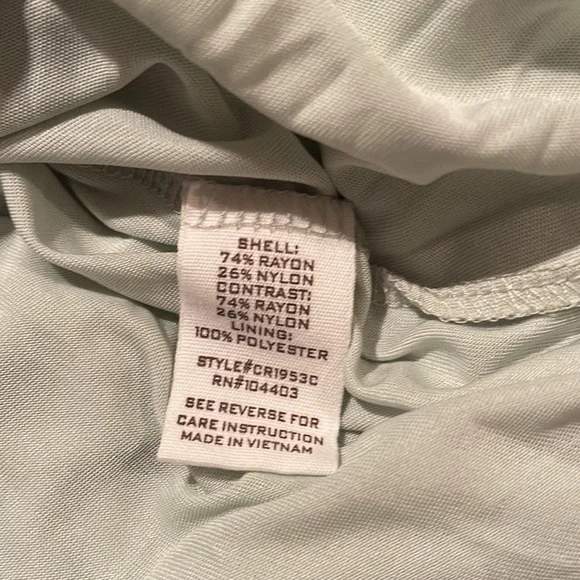 SHELL:
74% RAYON
26% NYLON
CONTRAST:
74% RAYON
26% NYLON
LINING:
100% POLYESTER
STYLE#CR1953C
RN#104403
SEE REVERSE FOR
CARE INSTRUCTION
MADE IN VIETNAM